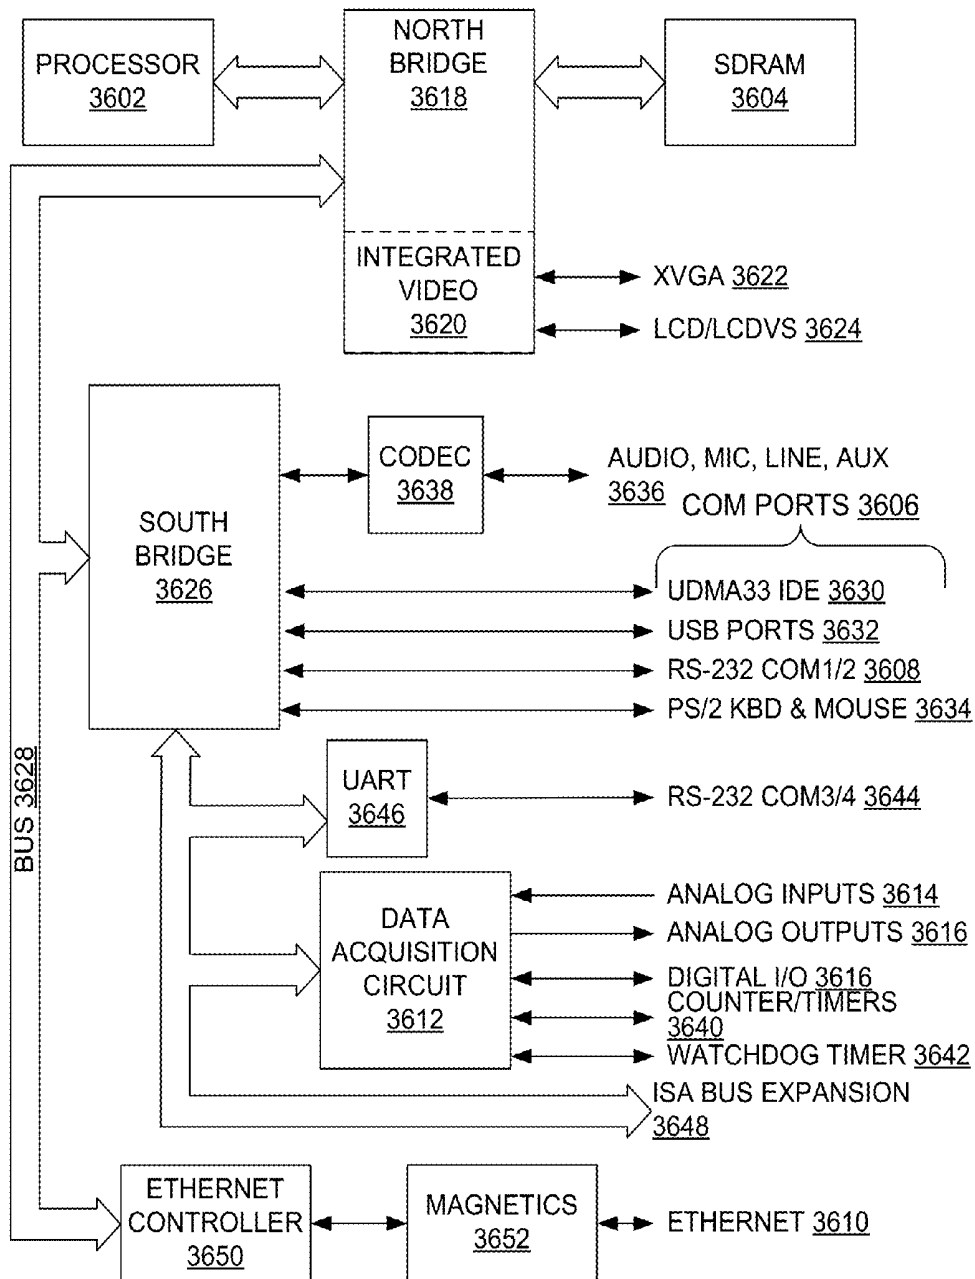 PROCESSOR
3602
NORTH
BRIDGE
3618
SDRAM
3604
INTEGRATED
VIDEO
3620
XVGA 3622
LCD/LCDVS 3624
SOUTH
BRIDGE
3626
CODEC
3638
AUDIO, MIC, LINE, AUX
3636
COM PORTS 3606
UDMA33 IDE 3630
USB PORTS 3632
RS-232 COM1/2 3608
PS/2 KBD & MOUSE 3634
BUS 3628
UART
3646
RS-232 COM3/4 3644
DATA
ACQUISITION
CIRCUIT
3612
ANALOG INPUTS 3614
ANALOG OUTPUTS 3616
DIGITAL I/O 3616
COUNTER/TIMERS
3640
WATCHDOG TIMER 3642
ISA BUS EXPANSION
3648
ETHERNET
CONTROLLER
3650
MAGNETICS
3652
ETHERNET 3610